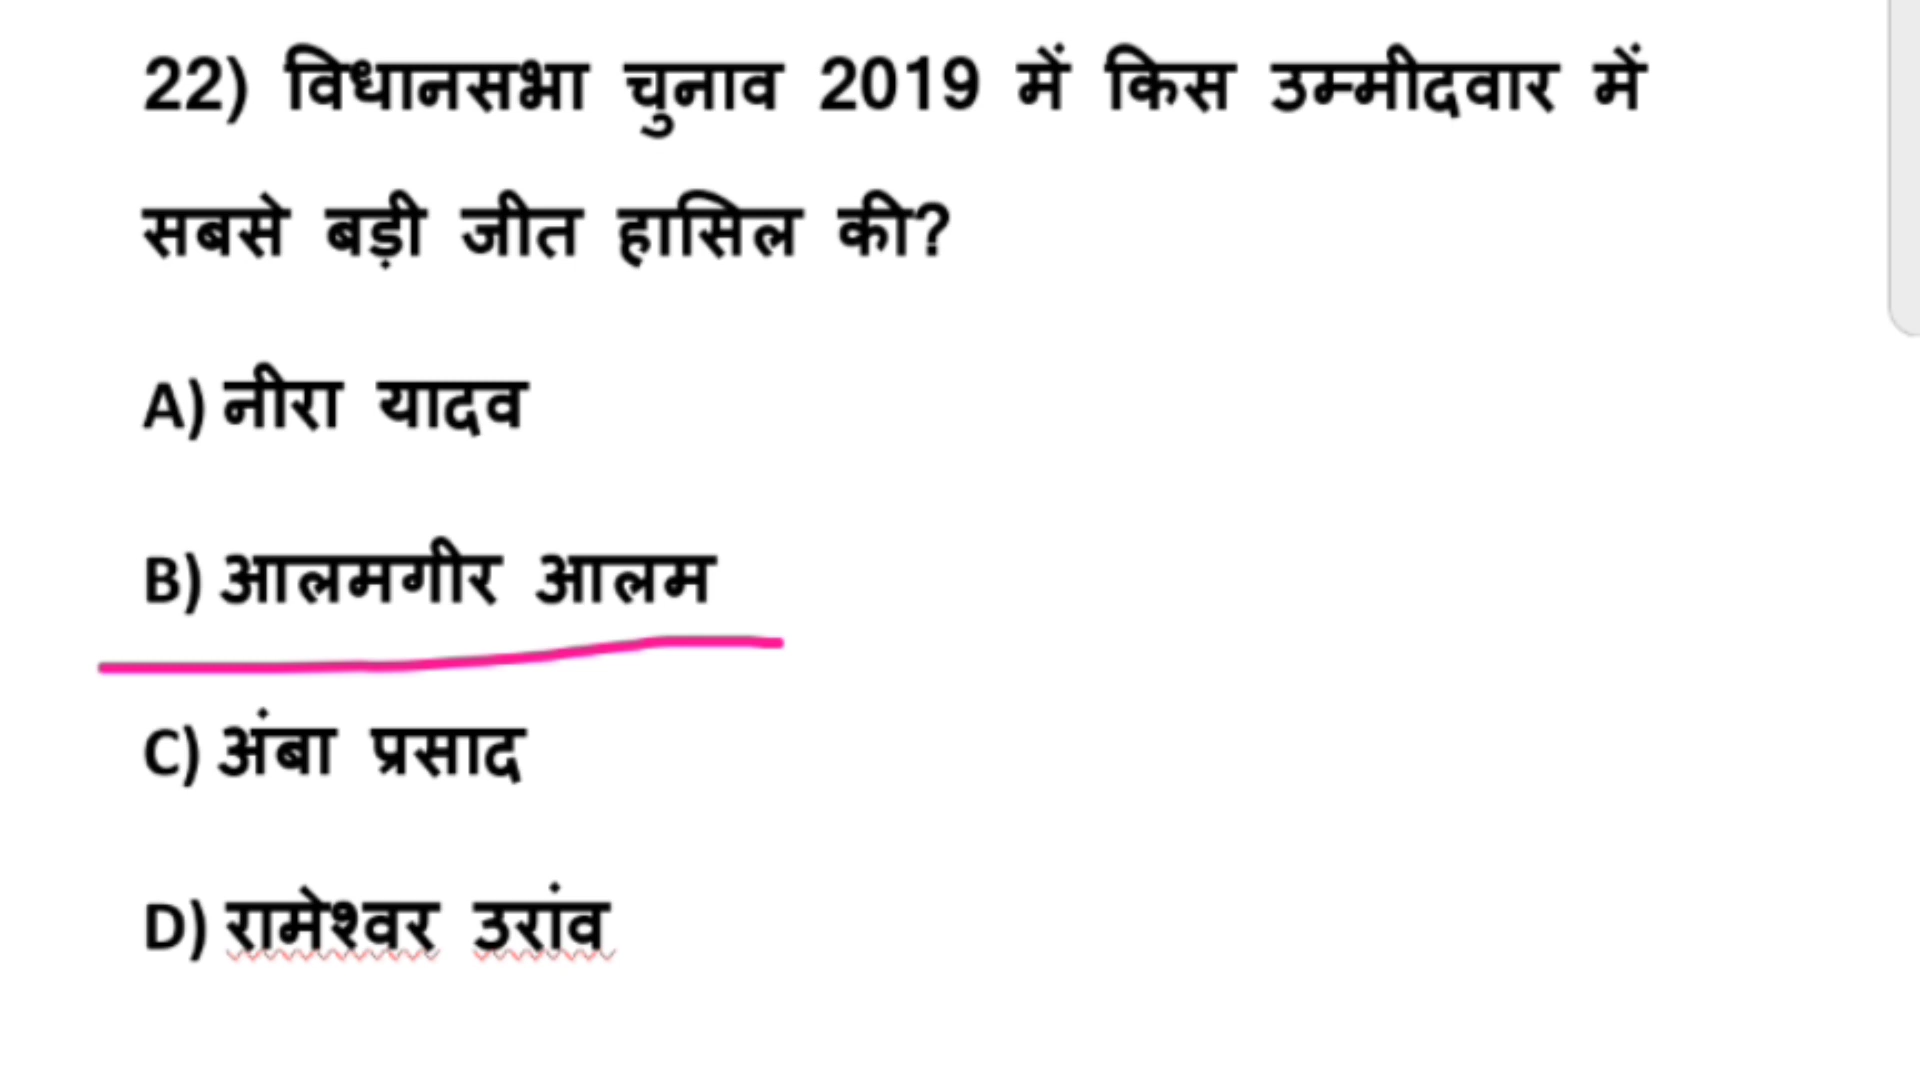 22) विधानसभा चुनाव 2019 में किस उम्मीदवार में
सबसे बड़ी जीत हासिल की?
A) नीरा यादव
B) आलमगीर आलम
C) अंबा प्रसाद
D) रामेश्वर उरांव